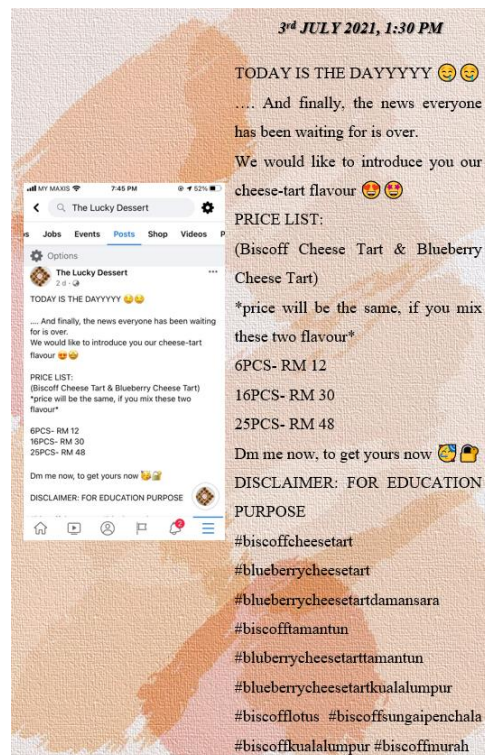 3rd JULY 2021, 1:30 PM
TODAY IS THE DAYYYYY 😋 😋
…. And finally, the news everyone
has been waiting for is over.
We would like to introduce you our
cheese-tart flavour 😍 🤩
PRICE LIST:
(Biscoff Cheese Tart & Blueberry
Cheese Tart)
*price will be the same, if you mix
these two flavour*
6PCS- RM 12
16PCS- RM 30
25PCS- RM 48
Dm me now, to get yours now 🥳 🔐
DISCLAIMER: FOR EDUCATION
PURPOSE
#biscoffcheesetart
#blueberrycheesetart
#blueberrycheesetartdamansara
#biscofftamantun
#bluberrycheesetarttamantun
#blueberrycheesetartkualalumpur
#biscofflotus #biscoffsungaipenchala
#biscoffkualalumpur #biscoffmurah
MY MAXIS 7:45 PM 52%
The Lucky Dessert
Jobs Events Posts Shop Videos
Options
The Lucky Dessert
2 d
TODAY IS THE DAYYYYY 😋😋
.... And finally, the news everyone has been waiting
for is over.
We would like to introduce you our cheese-tart
flavour 😍🤩
PRICE LIST:
(Biscoff Cheese Tart & Blueberry Cheese Tart)
*price will be the same, if you mix these two
flavour*
6PCS- RM 12
16PCS- RM 30
25PCS- RM 48
Dm me now, to get yours now 🥳🔐
DISCLAIMER: FOR EDUCATION PURPOSE
2